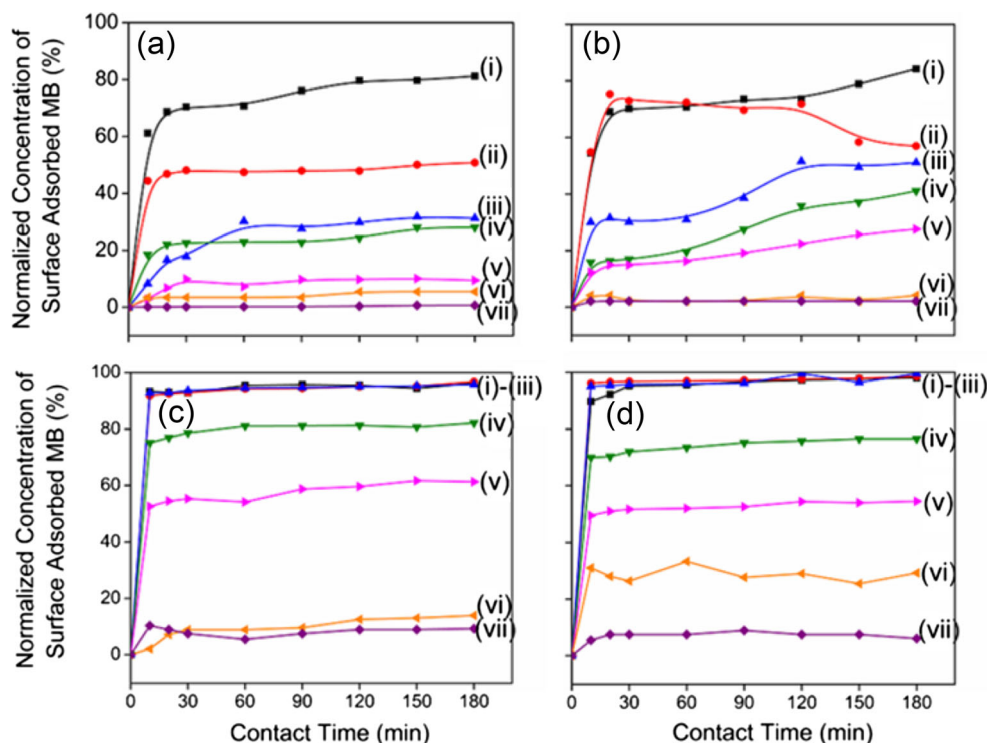 Normalized Concentration of
Surface Adsorbed MB (%)
100
80
60
40
20
0
(a)
(i)
(ii)
(iii)
(iv)
(v)
(vi)
(vii)
(b)
(i)
(ii)
(iii)
(iv)
(v)
(vi)
(vii)
Normalized Concentration of
Surface Adsorbed MB (%)
100
80
60
40
20
0
(c)
(i)-(iii)
(iv)
(v)
(vi)
(vii)
0 30 60 90 120 150 180
Contact Time (min)
(d)
(i)-(iii)
(iv)
(v)
(vi)
(vii)
0 30 60 90 120 150 180
Contact Time (min)